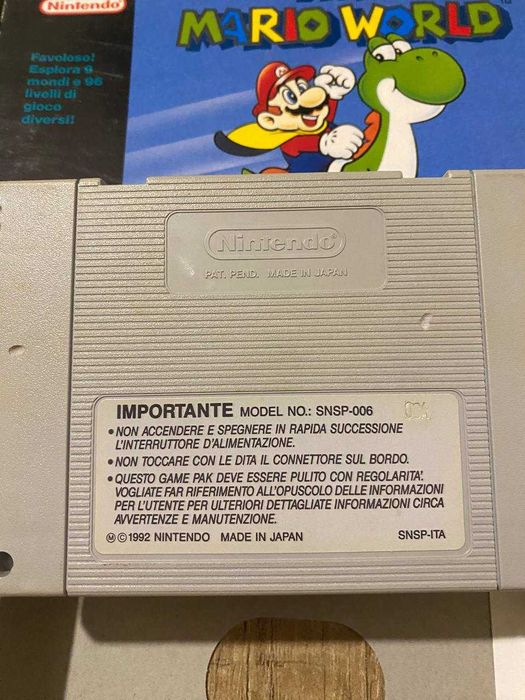 Nintendo
MARIO WORLD
TM
Favoloso!
Esplora 9
mondi e 96
livelli di
gioco
diversi!
Nintendo
PAT. PEND. MADE IN JAPAN
IMPORTANTE MODEL NO.: SNSP-006
• NON ACCENDERE E SPEGNERE IN RAPIDA SUCCESSIONE
L'INTERRUTTORE D'ALIMENTAZIONE.
• NON TOCCARE CON LE DITA IL CONNETTORE SUL BORDO.
• QUESTO GAME PAK DEVE ESSERE PULITO CON REGOLARITA'.
VOGLIATE FAR RIFERIMENTO ALL'OPUSCOLO DELLE INFORMAZIONI
PER L'UTENTE PER ULTERIORI DETTAGLIATE INFORMAZIONI CIRCA
AVVERTENZE E MANUTENZIONE.
Ⓜ©1992 NINTENDO MADE IN JAPAN SNSP-ITA